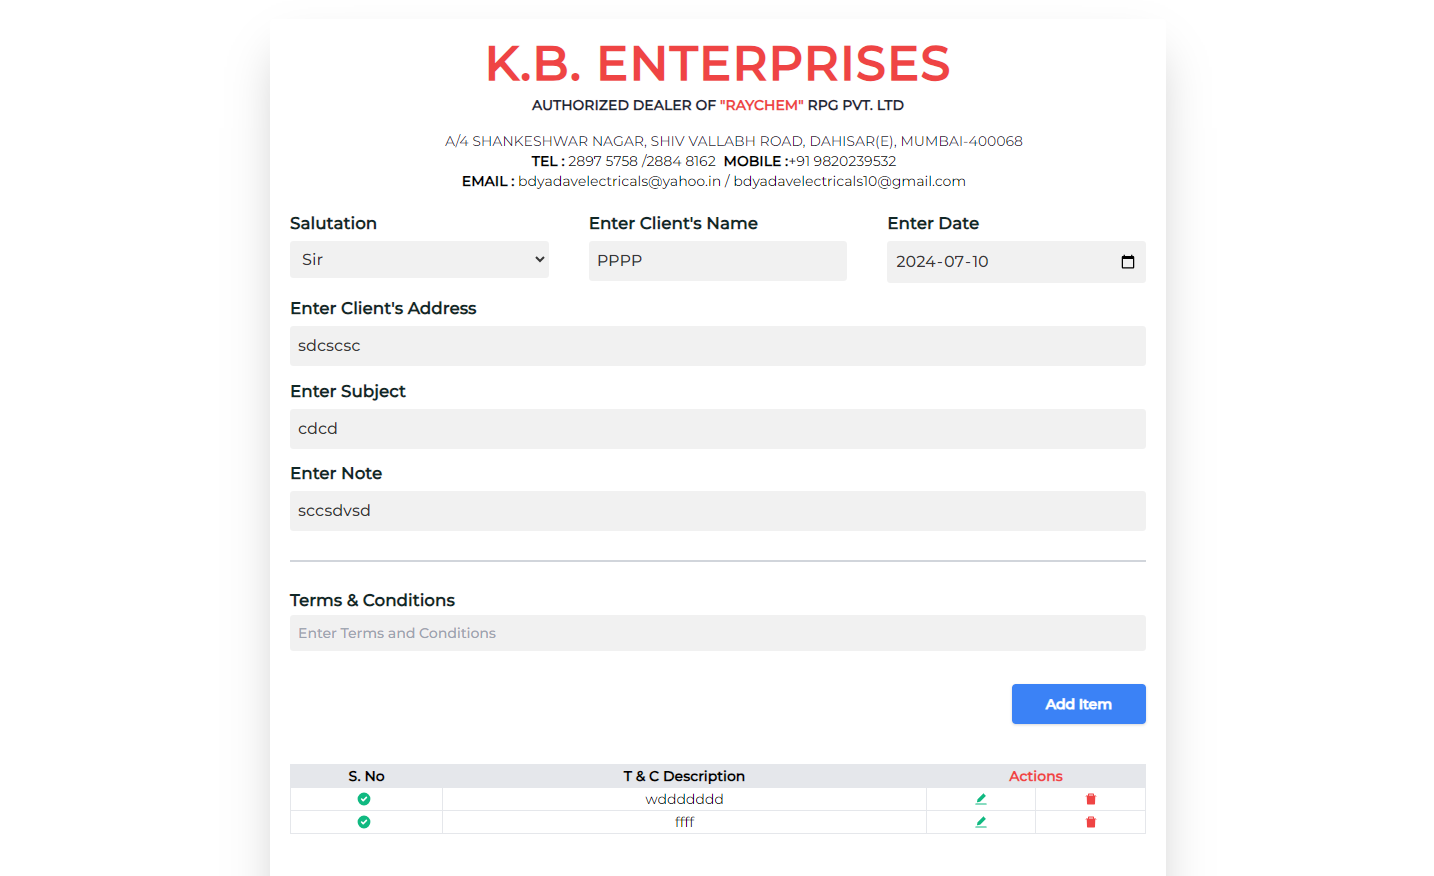 K.B. ENTERPRISES
AUTHORIZED DEALER OF "RAYCHEM" RPG PVT. LTD
A/4 SHANKESHWAR NAGAR, SHIV VALLABH ROAD, DAHISAR(E), MUMBAI-400068
TEL : 2897 5758 /2884 8162 MOBILE :+91 9820239532
EMAIL : bdyadavelectricals@yahoo.in / bdyadavelectricals10@gmail.com
Salutation Enter Client's Name Enter Date
Sir PPPP 2024-07-10
Enter Client's Address
sdcscsc
Enter Subject
cdcd
Enter Note
sccsdvsd
Terms & Conditions
Enter Terms and Conditions
Add Item
S. No T & C Description Actions
wddddddd
ffff